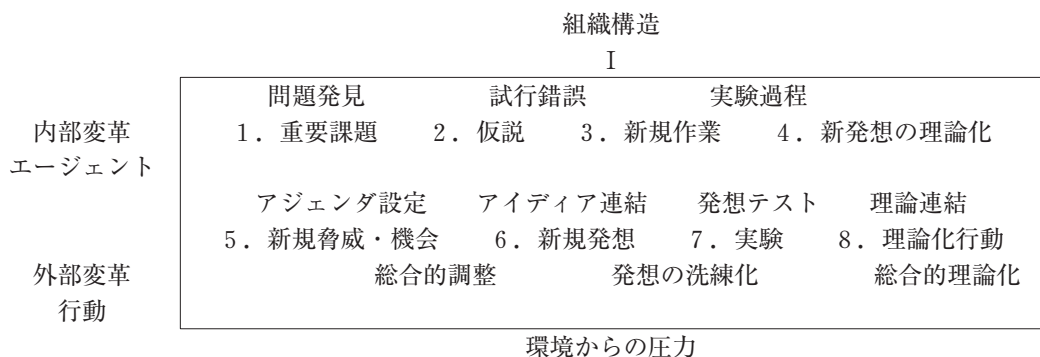 組織構造
I
問題発見 試行錯誤 実験過程
内部変革 1．重要課題 2．仮説 3．新規作業 4．新発想の理論化
エージェント
アジェンダ設定 アイディア連結 発想テスト 理論連結
5．新規脅威・機会 6．新規発想 7．実験 8．理論化行動
外部変革 総合的調整 発想の洗練化 総合的理論化
行動
環境からの圧力